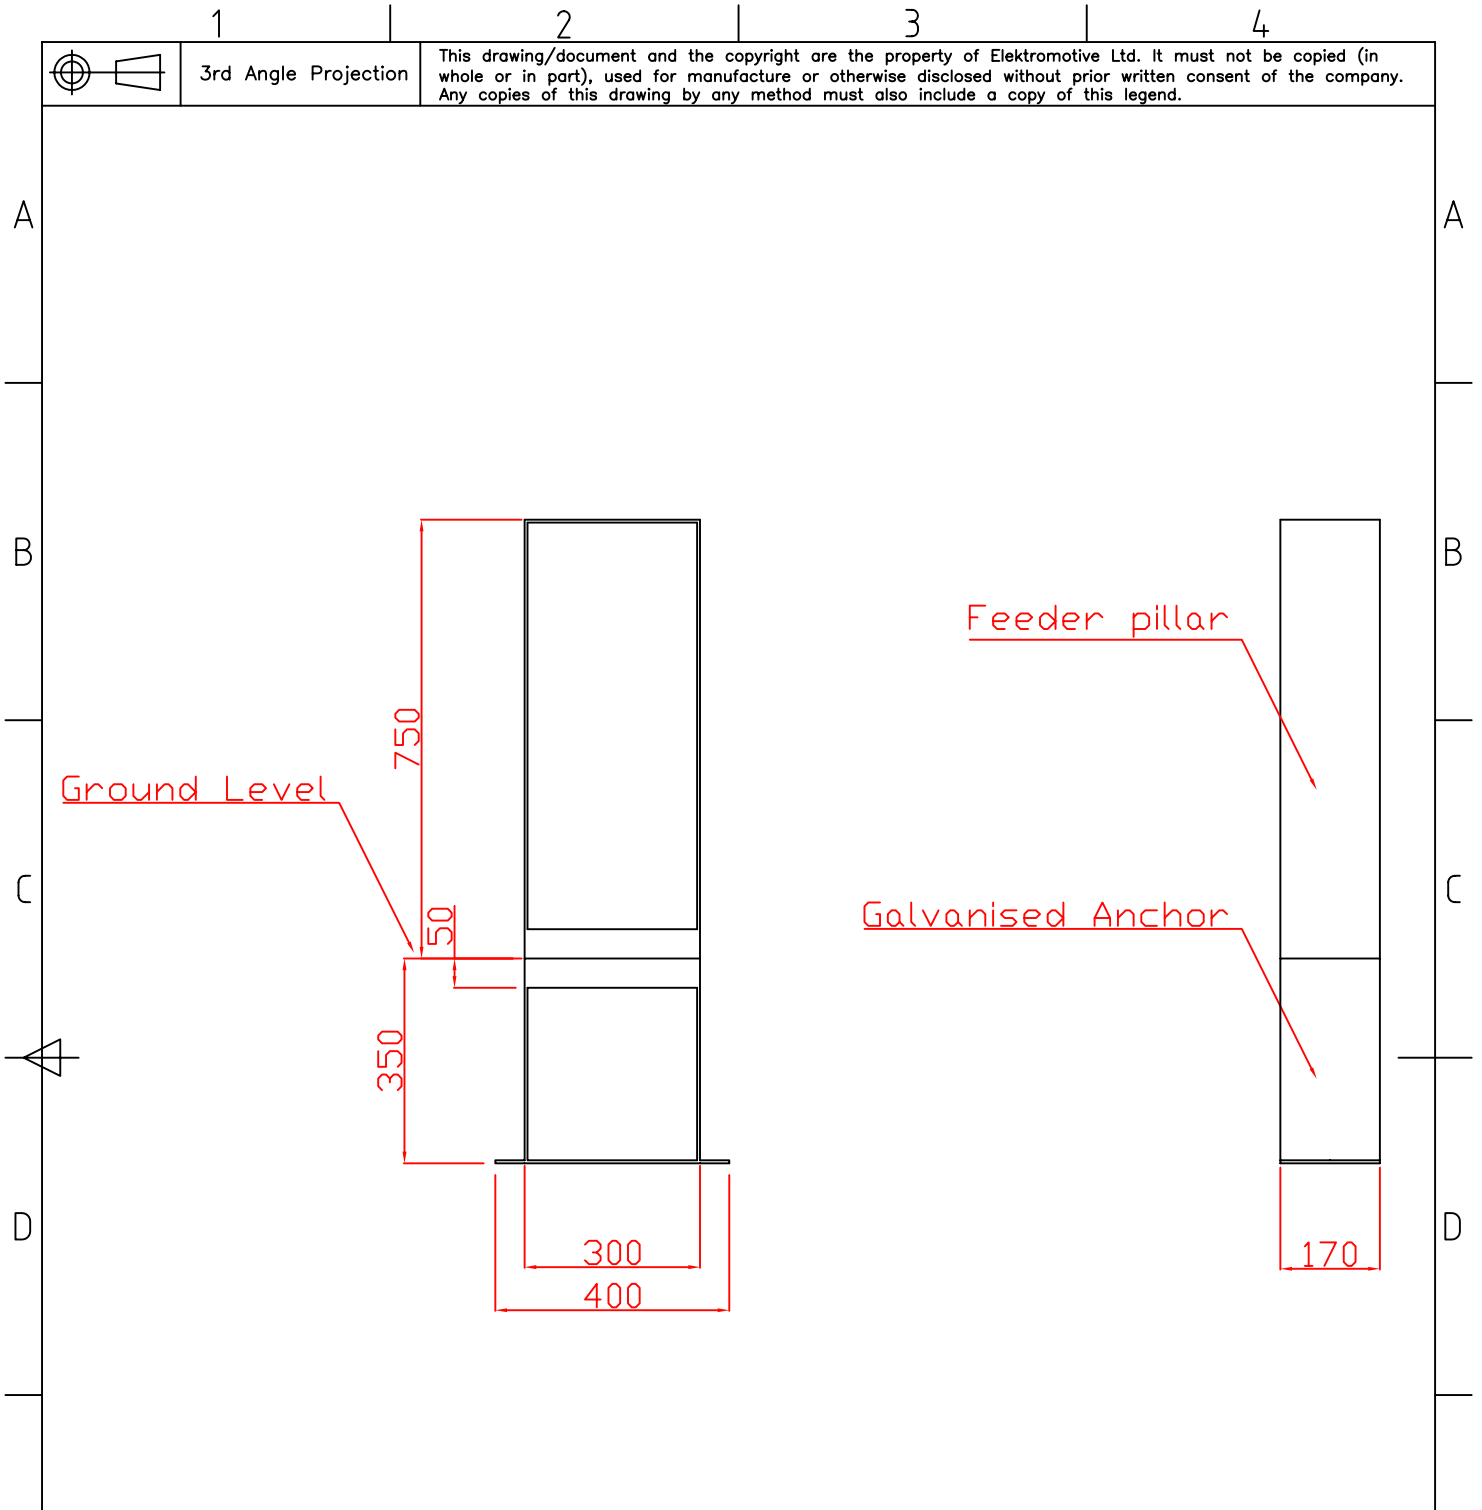 1 2 3 4
3rd Angle Projection
This drawing/document and the copyright are the property of Elektromotive Ltd. It must not be copied (in
whole or in part), used for manufacture or otherwise disclosed without prior written consent of the company.
Any copies of this drawing by any method must also include a copy of this legend.
A A
B B
Feeder pillar
750
Ground Level
C C
50
Galvanised Anchor
350
D D
300
170
400